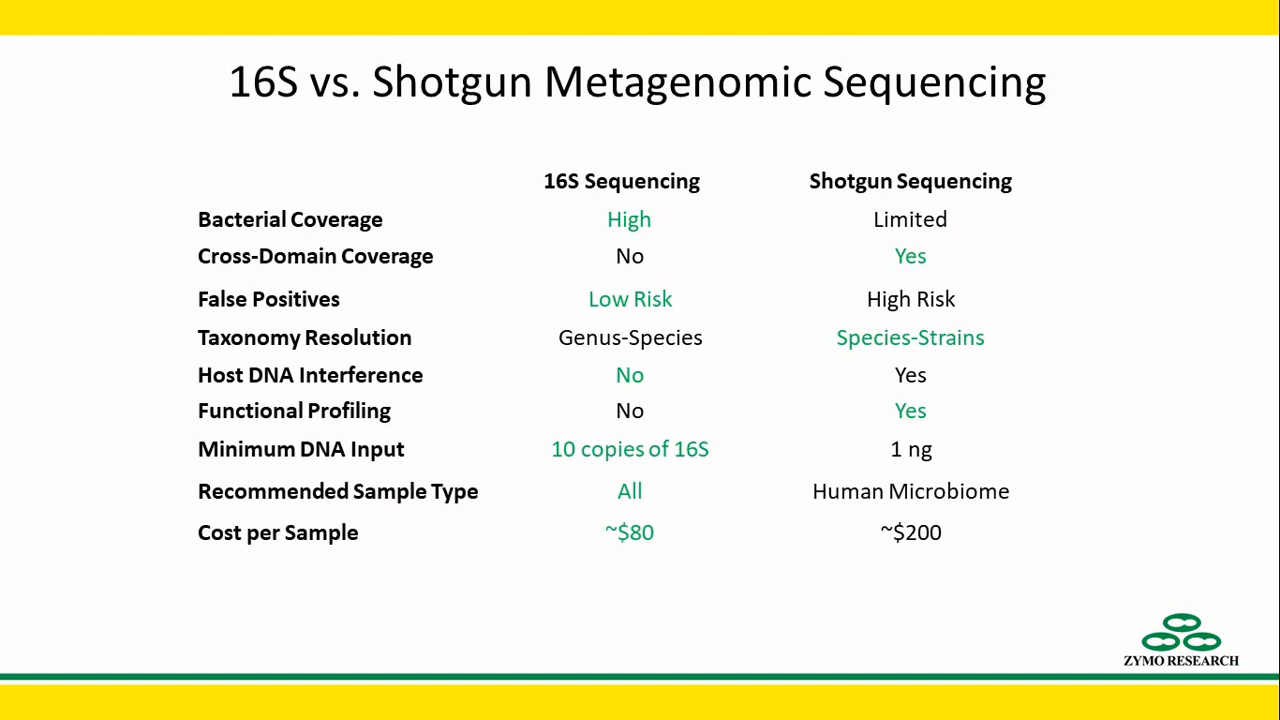 16S vs. Shotgun Metagenomic Sequencing
16S Sequencing Shotgun Sequencing
Bacterial Coverage High Limited
Cross-Domain Coverage No Yes
False Positives Low Risk High Risk
Taxonomy Resolution Genus-Species Species-Strains
Host DNA Interference No Yes
Functional Profiling No Yes
Minimum DNA Input 10 copies of 16S 1 ng
Recommended Sample Type All Human Microbiome
Cost per Sample ~$80 ~$200
ZYMO RESEARCH